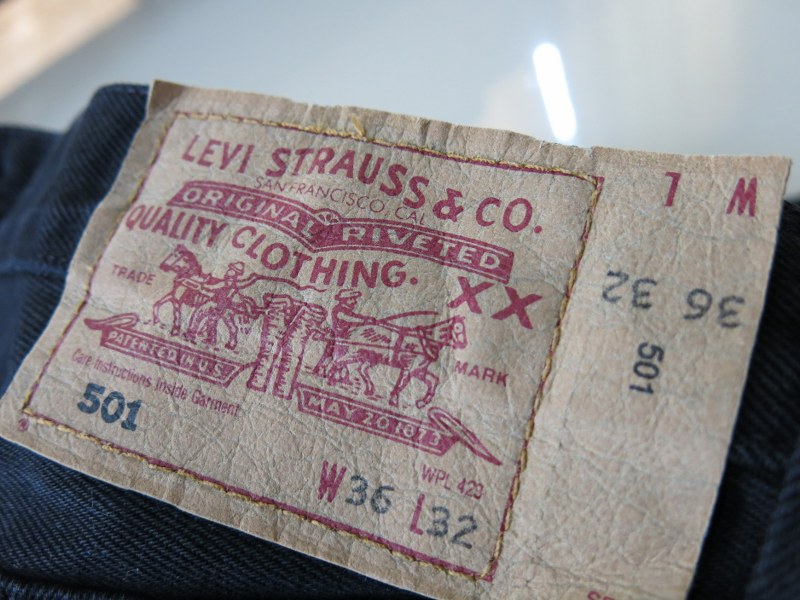 LEVI STRAUSS & CO.
SAN FRANCISCO CAL
ORIGINAL RIVETED
QUALITY CLOTHING.
XX
TRADE MARK
PATENTED IN U.S.
MAY 20 1873
Care Instructions Inside Garment
501
WPL 423
W36 L32
36 32
501